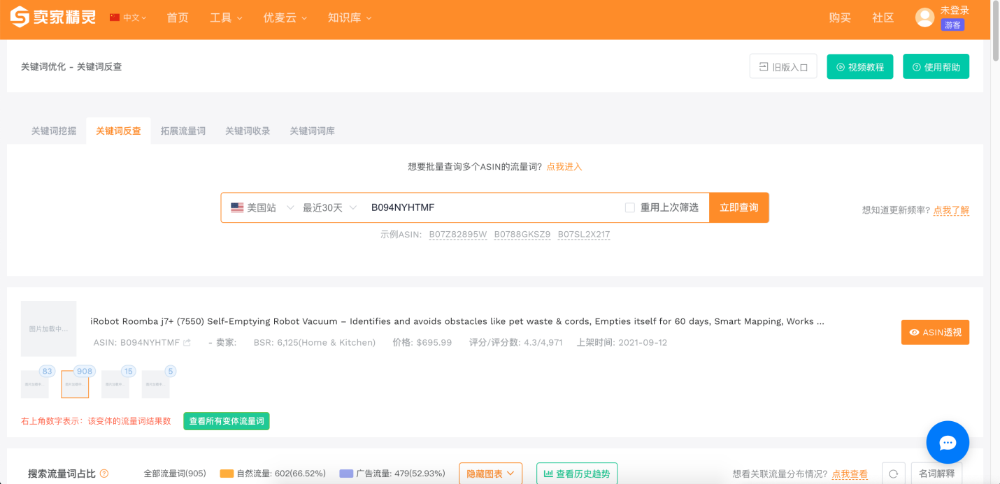 卖家精灵 中文 首页 工具 优麦云 知识库 购买 社区 未登录
游客
关键词优化 - 关键词反查 旧版入口 视频教程 使用帮助
关键词挖掘 关键词反查 拓展流量词 关键词收录 关键词词库
想要批量查询多个ASIN的流量词? 点我进入
美国站 最近30天 B094NYHTMF 重用上次筛选 立即查询
想知道更新频率? 点我了解
示例ASIN: B07Z82895W B0788GKSZ9 B07SL2X217
图片加载中...
iRobot Roomba j7+ (7550) Self-Emptying Robot Vacuum – Identifies and avoids obstacles like pet waste & cords, Empties itself for 60 days, Smart Mapping, Works ...
ASIN: B094NYHTMF - 卖家: BSR: 6,125(Home & Kitchen) 价格: $695.99 评分/评分数: 4.3/4,971 上架时间: 2021-09-12
ASIN透视
83 908 15 5
图片加载中... 图片加载中... 图片加载中... 图片加载中...
右上角数字表示：该变体的流量词结果数 查看所有变体流量词
搜索流量词占比 全部流量词(905) 自然流量: 602(66.52%) 广告流量: 479(52.93%) 隐藏图表 查看历史趋势 想看关联流量分布情况? 点我查看 名词解释